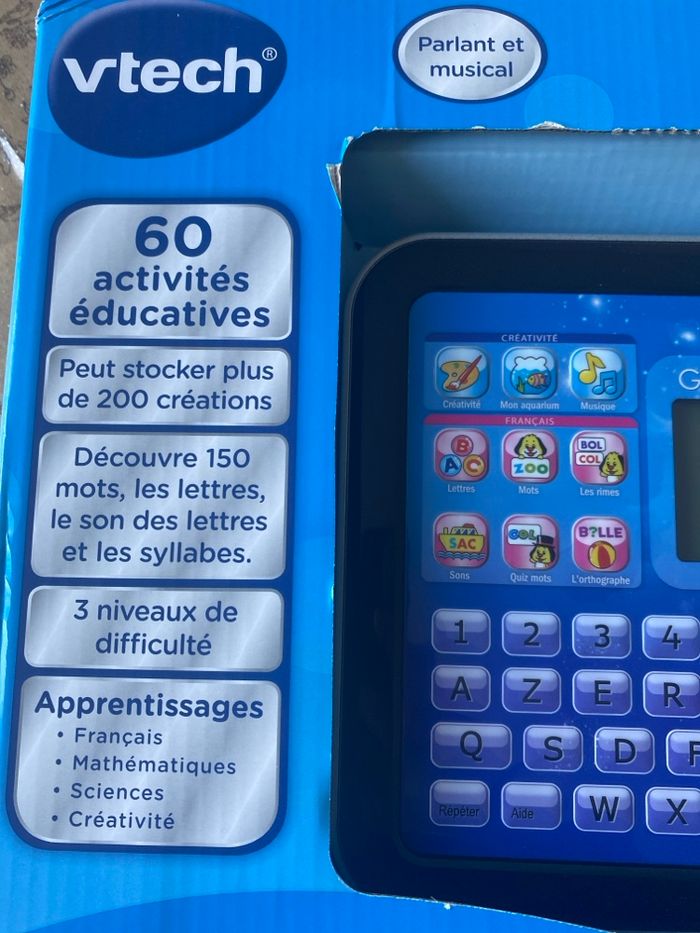 vtech®
Parlant et
musical
60
activités
éducatives
Peut stocker plus
de 200 créations
Découvre 150
mots, les lettres,
le son des lettres
et les syllabes.
3 niveaux de
difficulté
Apprentissages
• Français
• Mathématiques
• Sciences
• Créativité
CRÉATIVITÉ
Créativité Mon aquarium Musique
FRANÇAIS
B A C ZOO BOL COL
Lettres Mots Les rimes
SAC COL B?LLE
Sons Quiz mots L'orthographe
G
1 2 3 4
A Z E R
Q S D F
Répéter Aide W X